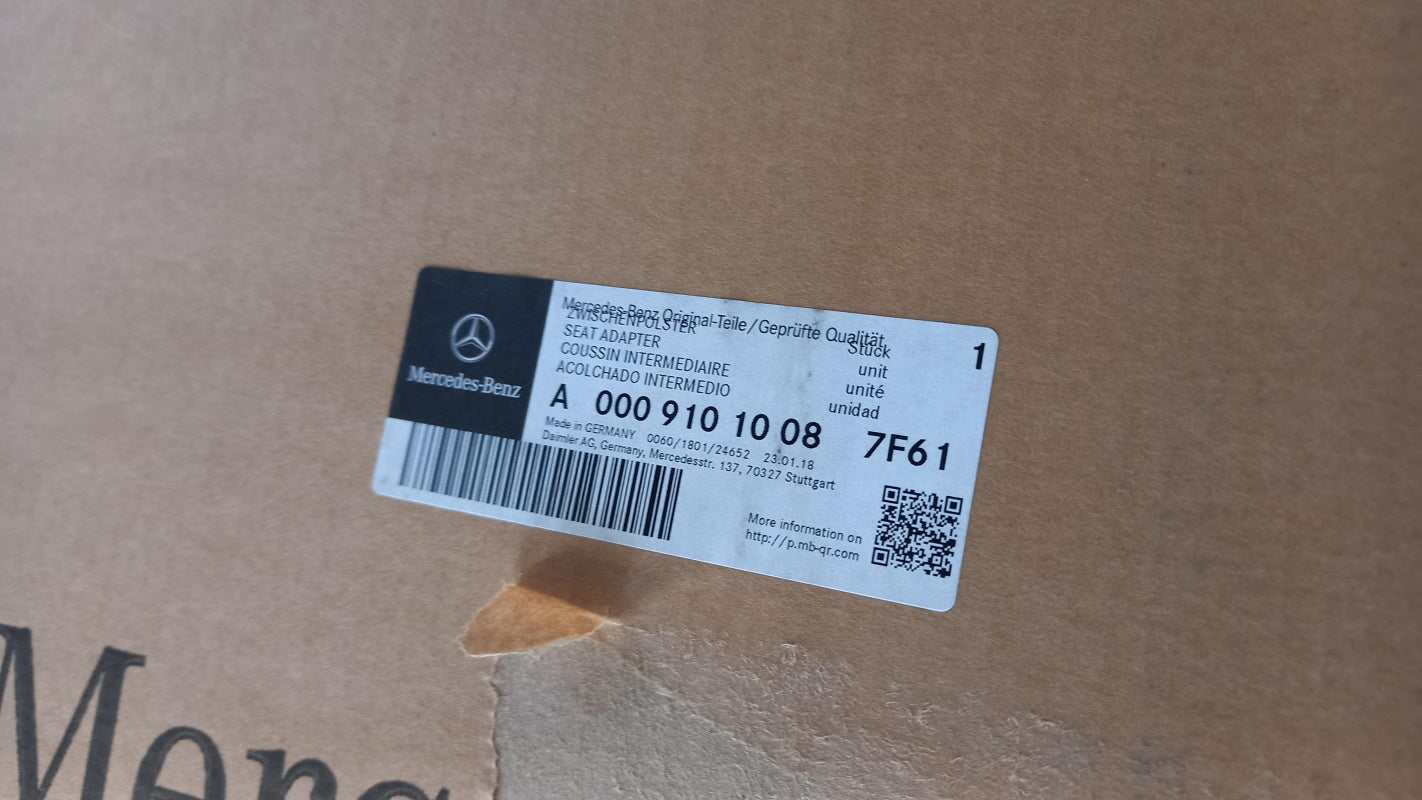 Mercedes-Benz
Mercedes-Benz Original-Teile/Geprüfte Qualität
ZWISCHENPOLSTER
SEAT ADAPTER
COUSSIN INTERMEDIAIRE
ACOLCHADO INTERMEDIO
Stück
unit
unité
unidad
1
A 000 910 10 08 7F61
Made in GERMANY 0060/1801/24652 23.01.18
Daimler AG, Germany, Mercedesstr. 137, 70327 Stuttgart
More information on
http://p.mb-qr.com
Merc